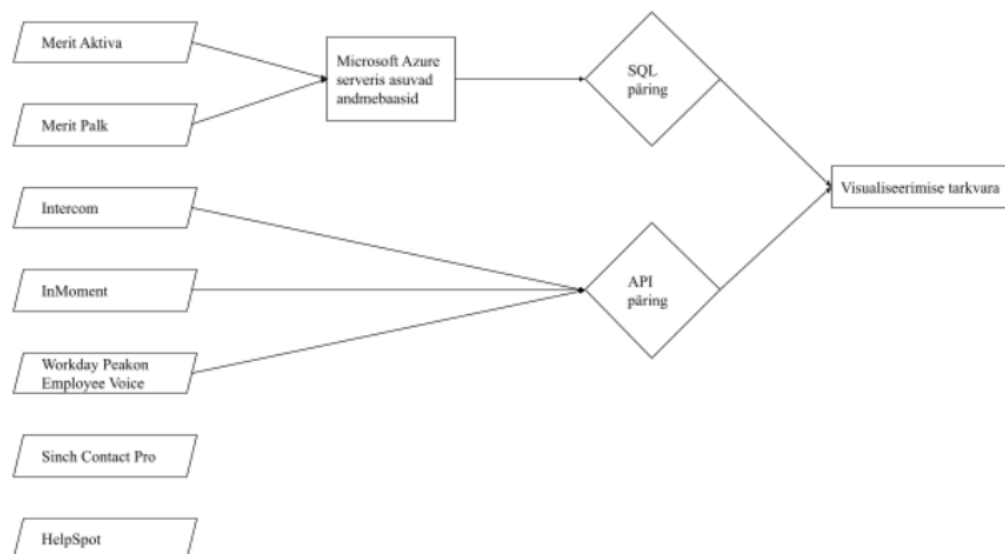 Merit Aktiva
Merit Palk
Microsoft Azure
serveris asuvad
andmebaasid
SQL
päring
Intercom
Visualiseerimise tarkvara
InMoment
API
päring
Workday Peakon
Employee Voice
Sinch Contact Pro
HelpSpot